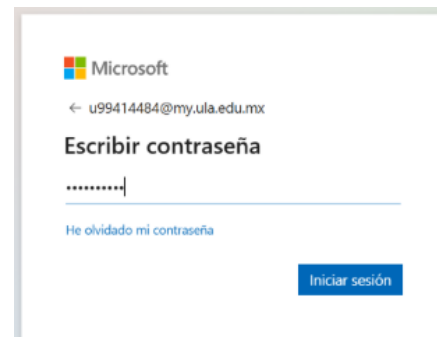 Microsoft
← u99414484@my.ula.edu.mx
Escribir contraseña
••••••••••
He olvidado mi contraseña
Iniciar sesión